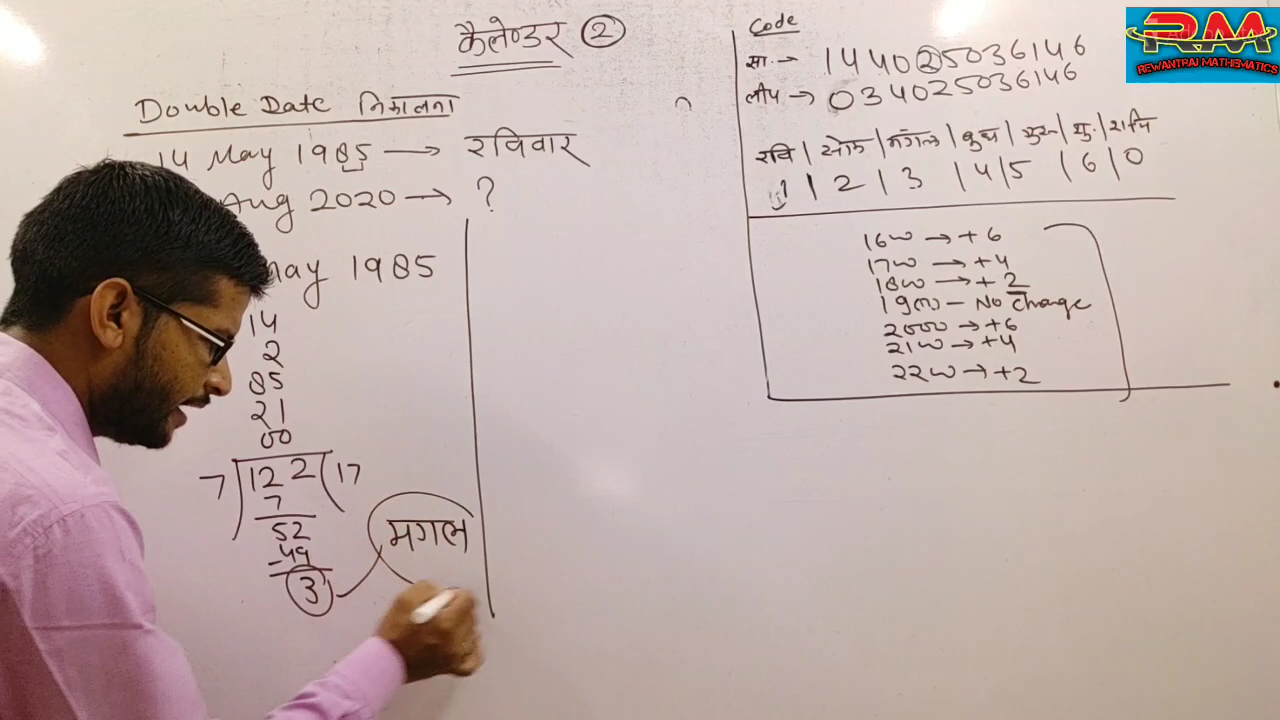 कैलेण्डर 2
Double Date निकालना
14 May 1985 → रविवार
Aug 2020 → ?
May 1985
14
2
85
21
00
7 122 17
7
52
-49
3
मगल
Code
सा. → 144025036146
लीप → 034025036146
रवि | सोम | मंगल | बुध | गुरू | शु. | शनि
1 | 2 | 3 | 4 | 5 | 6 | 0
1600 → +6
1700 → +4
1800 → +2
1900 - No Change
2000 → +6
2100 → +4
2200 → +2
RM
REWANTRAJ MATHEMATICS